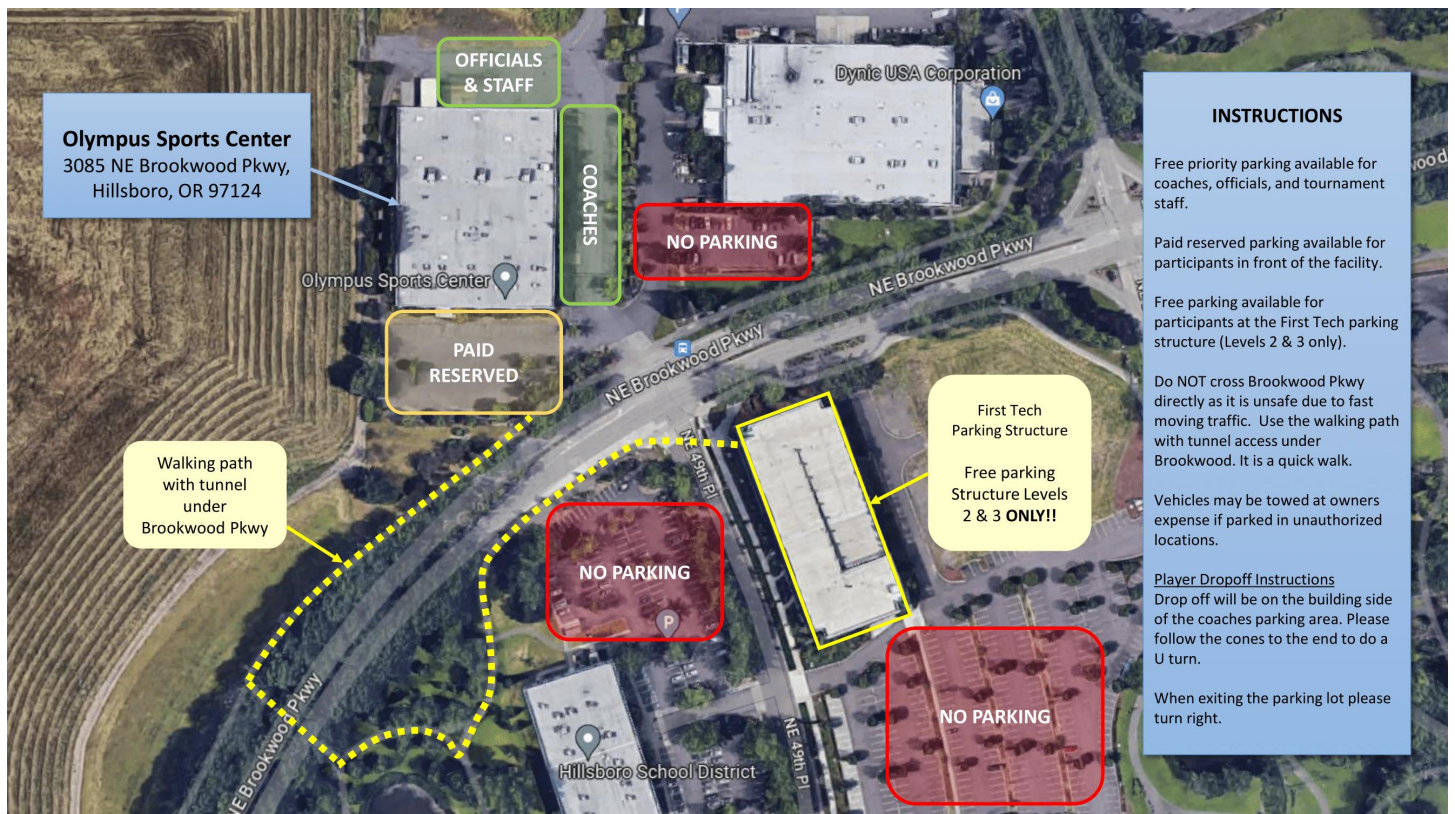 OFFICIALS
& STAFF
Dynic USA Corporation
Olympus Sports Center
3085 NE Brookwood Pkwy,
Hillsboro, OR 97124
COACHES
NO PARKING
Olympus Sports Center
NE Brookwood Pkwy
PAID
RESERVED
NE Brookwood Pkwy
Walking path
with tunnel
under
Brookwood Pkwy
NE 49th Pl
First Tech
Parking Structure
Free parking
Structure Levels
2 & 3 ONLY!!
NO PARKING
P
NE Brookwood Pkwy
Hillsboro School District
NE 49th Pl
NO PARKING
INSTRUCTIONS
Free priority parking available for
coaches, officials, and tournament
staff.
Paid reserved parking available for
participants in front of the facility.
Free parking available for
participants at the First Tech parking
structure (Levels 2 & 3 only).
Do NOT cross Brookwood Pkwy
directly as it is unsafe due to fast
moving traffic. Use the walking path
with tunnel access under
Brookwood. It is a quick walk.
Vehicles may be towed at owners
expense if parked in unauthorized
locations.
Player Dropoff Instructions
Drop off will be on the building side
of the coaches parking area. Please
follow the cones to the end to do a
U turn.
When exiting the parking lot please
turn right.